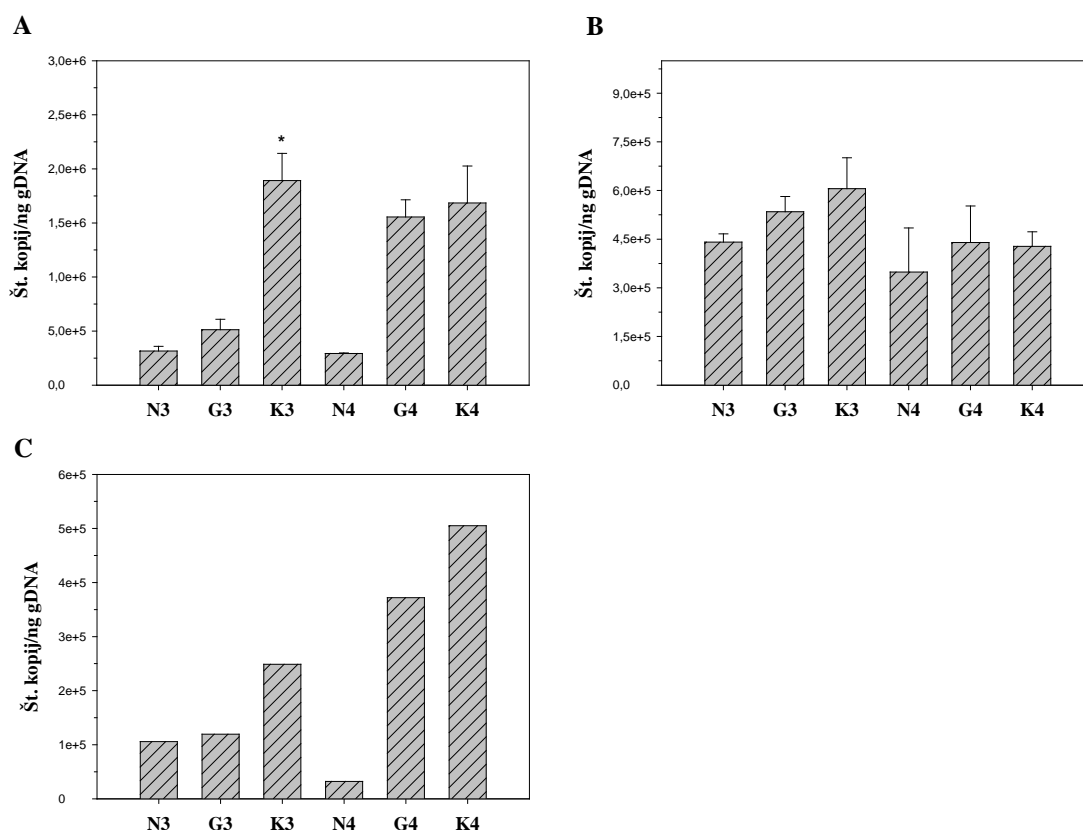 A
Št. kopij/ng gDNA
3,0e+6
2,5e+6
2,0e+6
1,5e+6
1,0e+6
5,0e+5
0,0
*
N3 G3 K3 N4 G4 K4
B
Št. kopij/ng gDNA
9,0e+5
7,5e+5
6,0e+5
4,5e+5
3,0e+5
1,5e+5
0,0
N3 G3 K3 N4 G4 K4
C
Št. kopij/ng gDNA
6e+5
5e+5
4e+5
3e+5
2e+5
1e+5
0
N3 G3 K3 N4 G4 K4